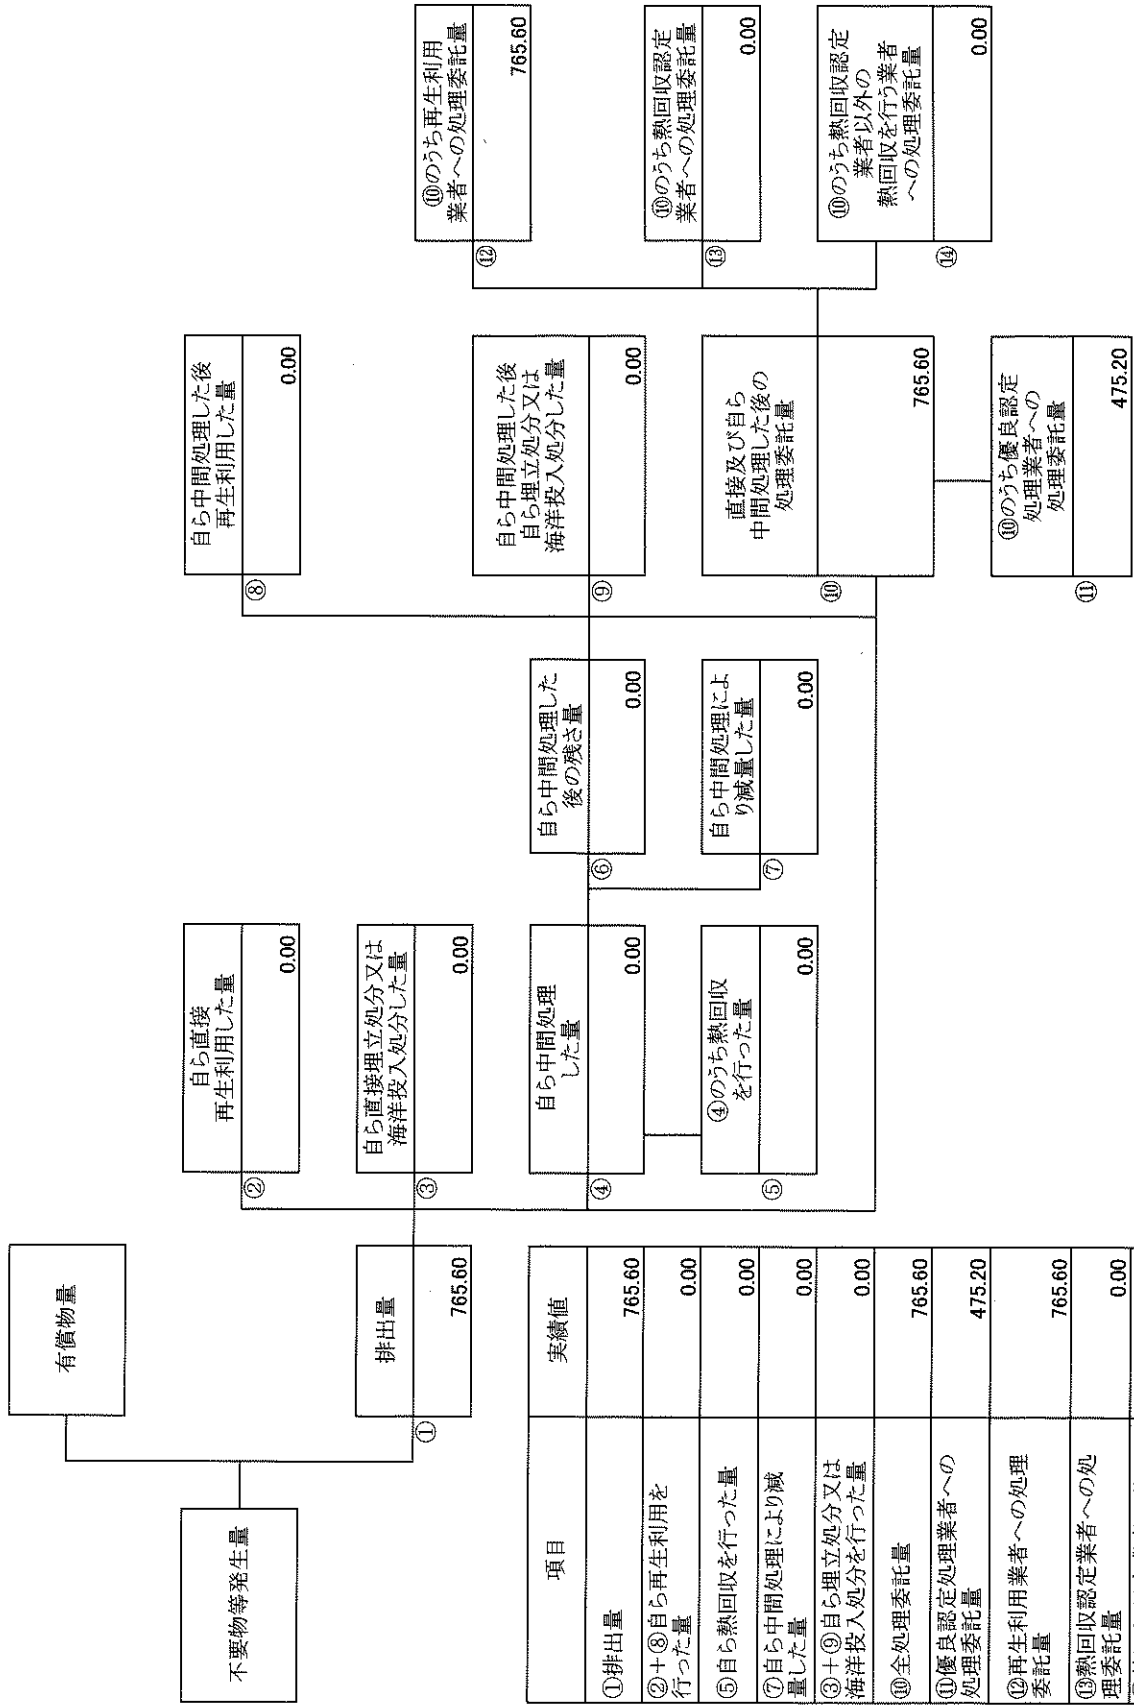 不要物等発生量
有償物量
①
排出量
765.60
②
自ら直接
再生利用した量
0.00
③
自ら直接埋立処分又は
海洋投入処分した量
0.00
④
自ら中間処理
した量
0.00
⑤
④のうち熱回収
を行った量
0.00
⑥
自ら中間処理した
後の残さ量
0.00
⑦
自ら中間処理によ
り減量した量
0.00
⑧
自ら中間処理した後
再生利用した量
0.00
⑨
自ら中間処理した後
自ら埋立処分又は
海洋投入処分した量
0.00
⑩
直接及び自ら
中間処理した後の
処理委託量
765.60
⑪
⑩のうち優良認定
処理業者への
処理委託量
475.20
⑫
⑩のうち再生利用
業者への処理委託量
765.60
⑬
⑩のうち熱回収認定
業者への処理委託量
0.00
⑭
⑩のうち熱回収認定
業者以外の
熱回収を行う業者
への処理委託量
0.00
項目 実績値
①排出量 765.60
②+⑧自ら再生利用を
行った量 0.00
⑤自ら熱回収を行った量 0.00
⑦自ら中間処理により減
量した量 0.00
③+⑨自ら埋立処分又は
海洋投入処分を行った量 0.00
⑩全処理委託量 765.60
⑪優良認定処理業者への
処理委託量 475.20
⑫再生利用業者への処理
委託量 765.60
⑬熱回収認定業者への処
理委託量 0.00